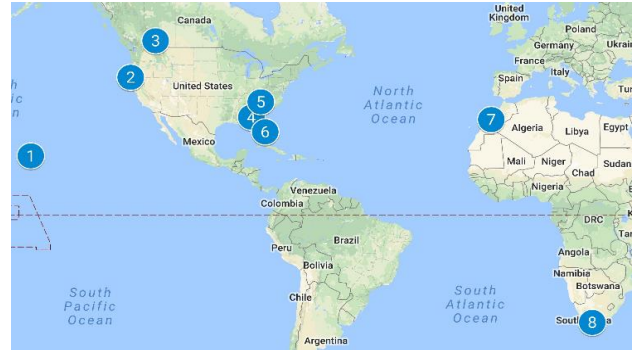 United
Kingdom
Canada
Poland
Germany
Ukrai
France
Italy
Spain
Tur
3
2
United States
5
4
6
North
Atlantic
Ocean
7
Algeria
Libya
Egypt
Mexico
1
Mali
Niger
Chad
Sudan
Nigeria
Venezuela
Colombia
DRC
Peru
Brazil
Angola
Bolivia
Namibia
Botswana
South
Pacific
Ocean
Chile
South
Atlantic
Ocean
8
Argentina